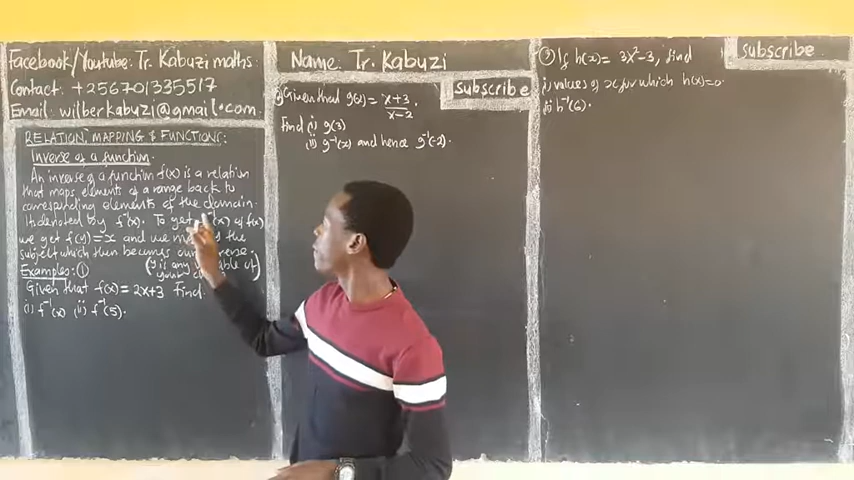 Facebook/Youtube: Tr. Kabuzi maths.
Contact: +256701335517
Email: wilberkabuzi@gmail.com
RELATION, MAPPING & FUNCTIONS:
Inverse of a function.
An inverse of a function f(x) is a relation
that maps elements of a range back to
corresponding elements of the domain.
It denoted by f⁻¹(x). To get f⁻¹(x) of f(x)
we get f(y)=x and we the
subject which then becomes our inverse.
(y is any of
Examples: ①
Given that f(x) = 2x+3 Find.
(i) f⁻¹(x) (ii) f⁻¹(5).
Name: Tr. Kabuzi
subscribe
② Given that g(x) = x+3/x-2.
Find (i) g(3)
(ii) g⁻¹(x) and hence g⁻¹(-2).
③ If h(x) = 3x²-3, find
subscribe
i) values of x for which h(x)=0.
ii) h⁻¹(6).